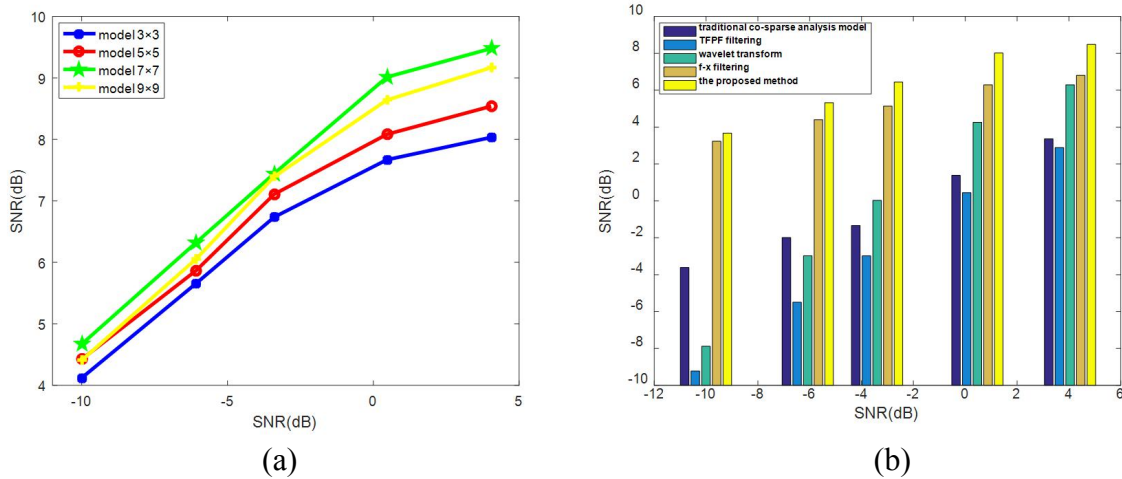 10
9
8
7
6
5
4
SNR(dB)
model 3×3
model 5×5
model 7×7
model 9×9
-10
-5
0
5
SNR(dB)
(a)
8
6
4
2
0
-2
-4
-6
-8
-10
SNR(dB)
traditional co-sparse analysis model
TFPF filtering
wavelet transform
f-x filtering
the proposed method
-12
-10
-8
-6
-4
-2
0
2
4
6
SNR(dB)
(b)